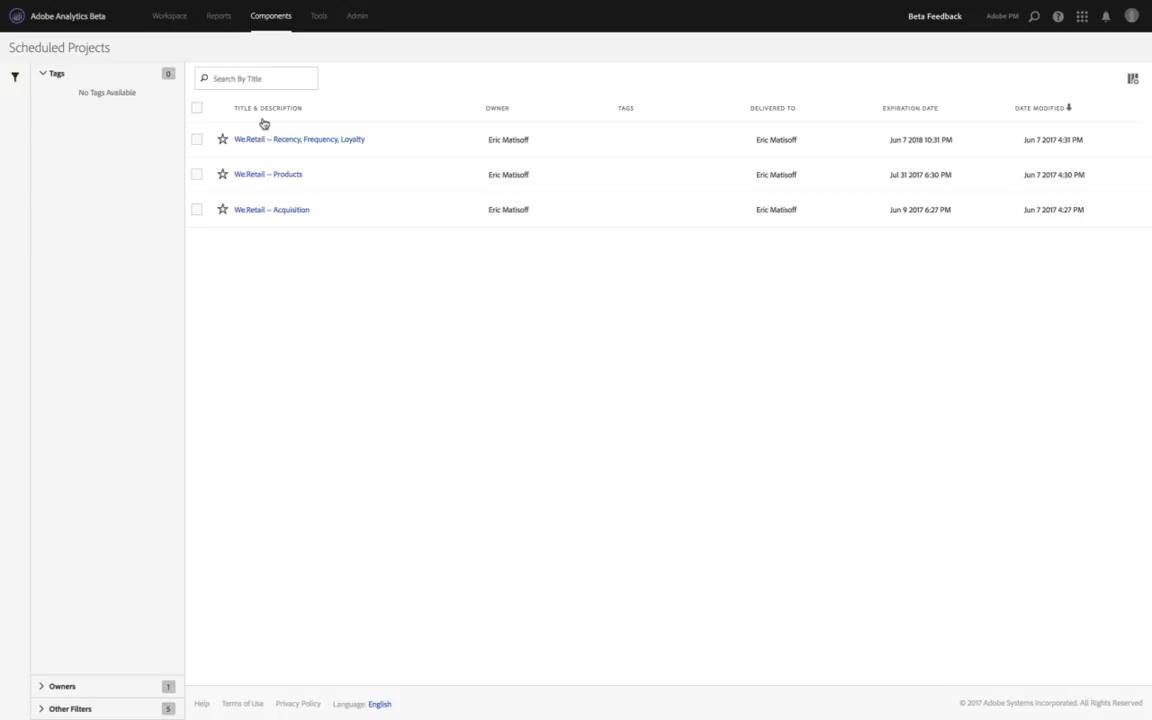 Adobe Analytics Beta Workspace Reports Components Tools Admin Beta Feedback Adobe PM
Scheduled Projects
Tags 0
No Tags Available
Search By Title
TITLE & DESCRIPTION OWNER TAGS DELIVERED TO EXPIRATION DATE DATE MODIFIED
We.Retail – Recency, Frequency, Loyalty Eric Matisoff Eric Matisoff Jun 7 2018 10:31 PM Jun 7 2017 4:31 PM
We.Retail – Products Eric Matisoff Eric Matisoff Jul 31 2017 6:30 PM Jun 7 2017 4:30 PM
We.Retail – Acquisition Eric Matisoff Eric Matisoff Jun 9 2017 6:27 PM Jun 7 2017 4:27 PM
Owners 1
Other Filters 5
Help Terms of Use Privacy Policy Language: English © 2017 Adobe Systems Incorporated. All Rights Reserved